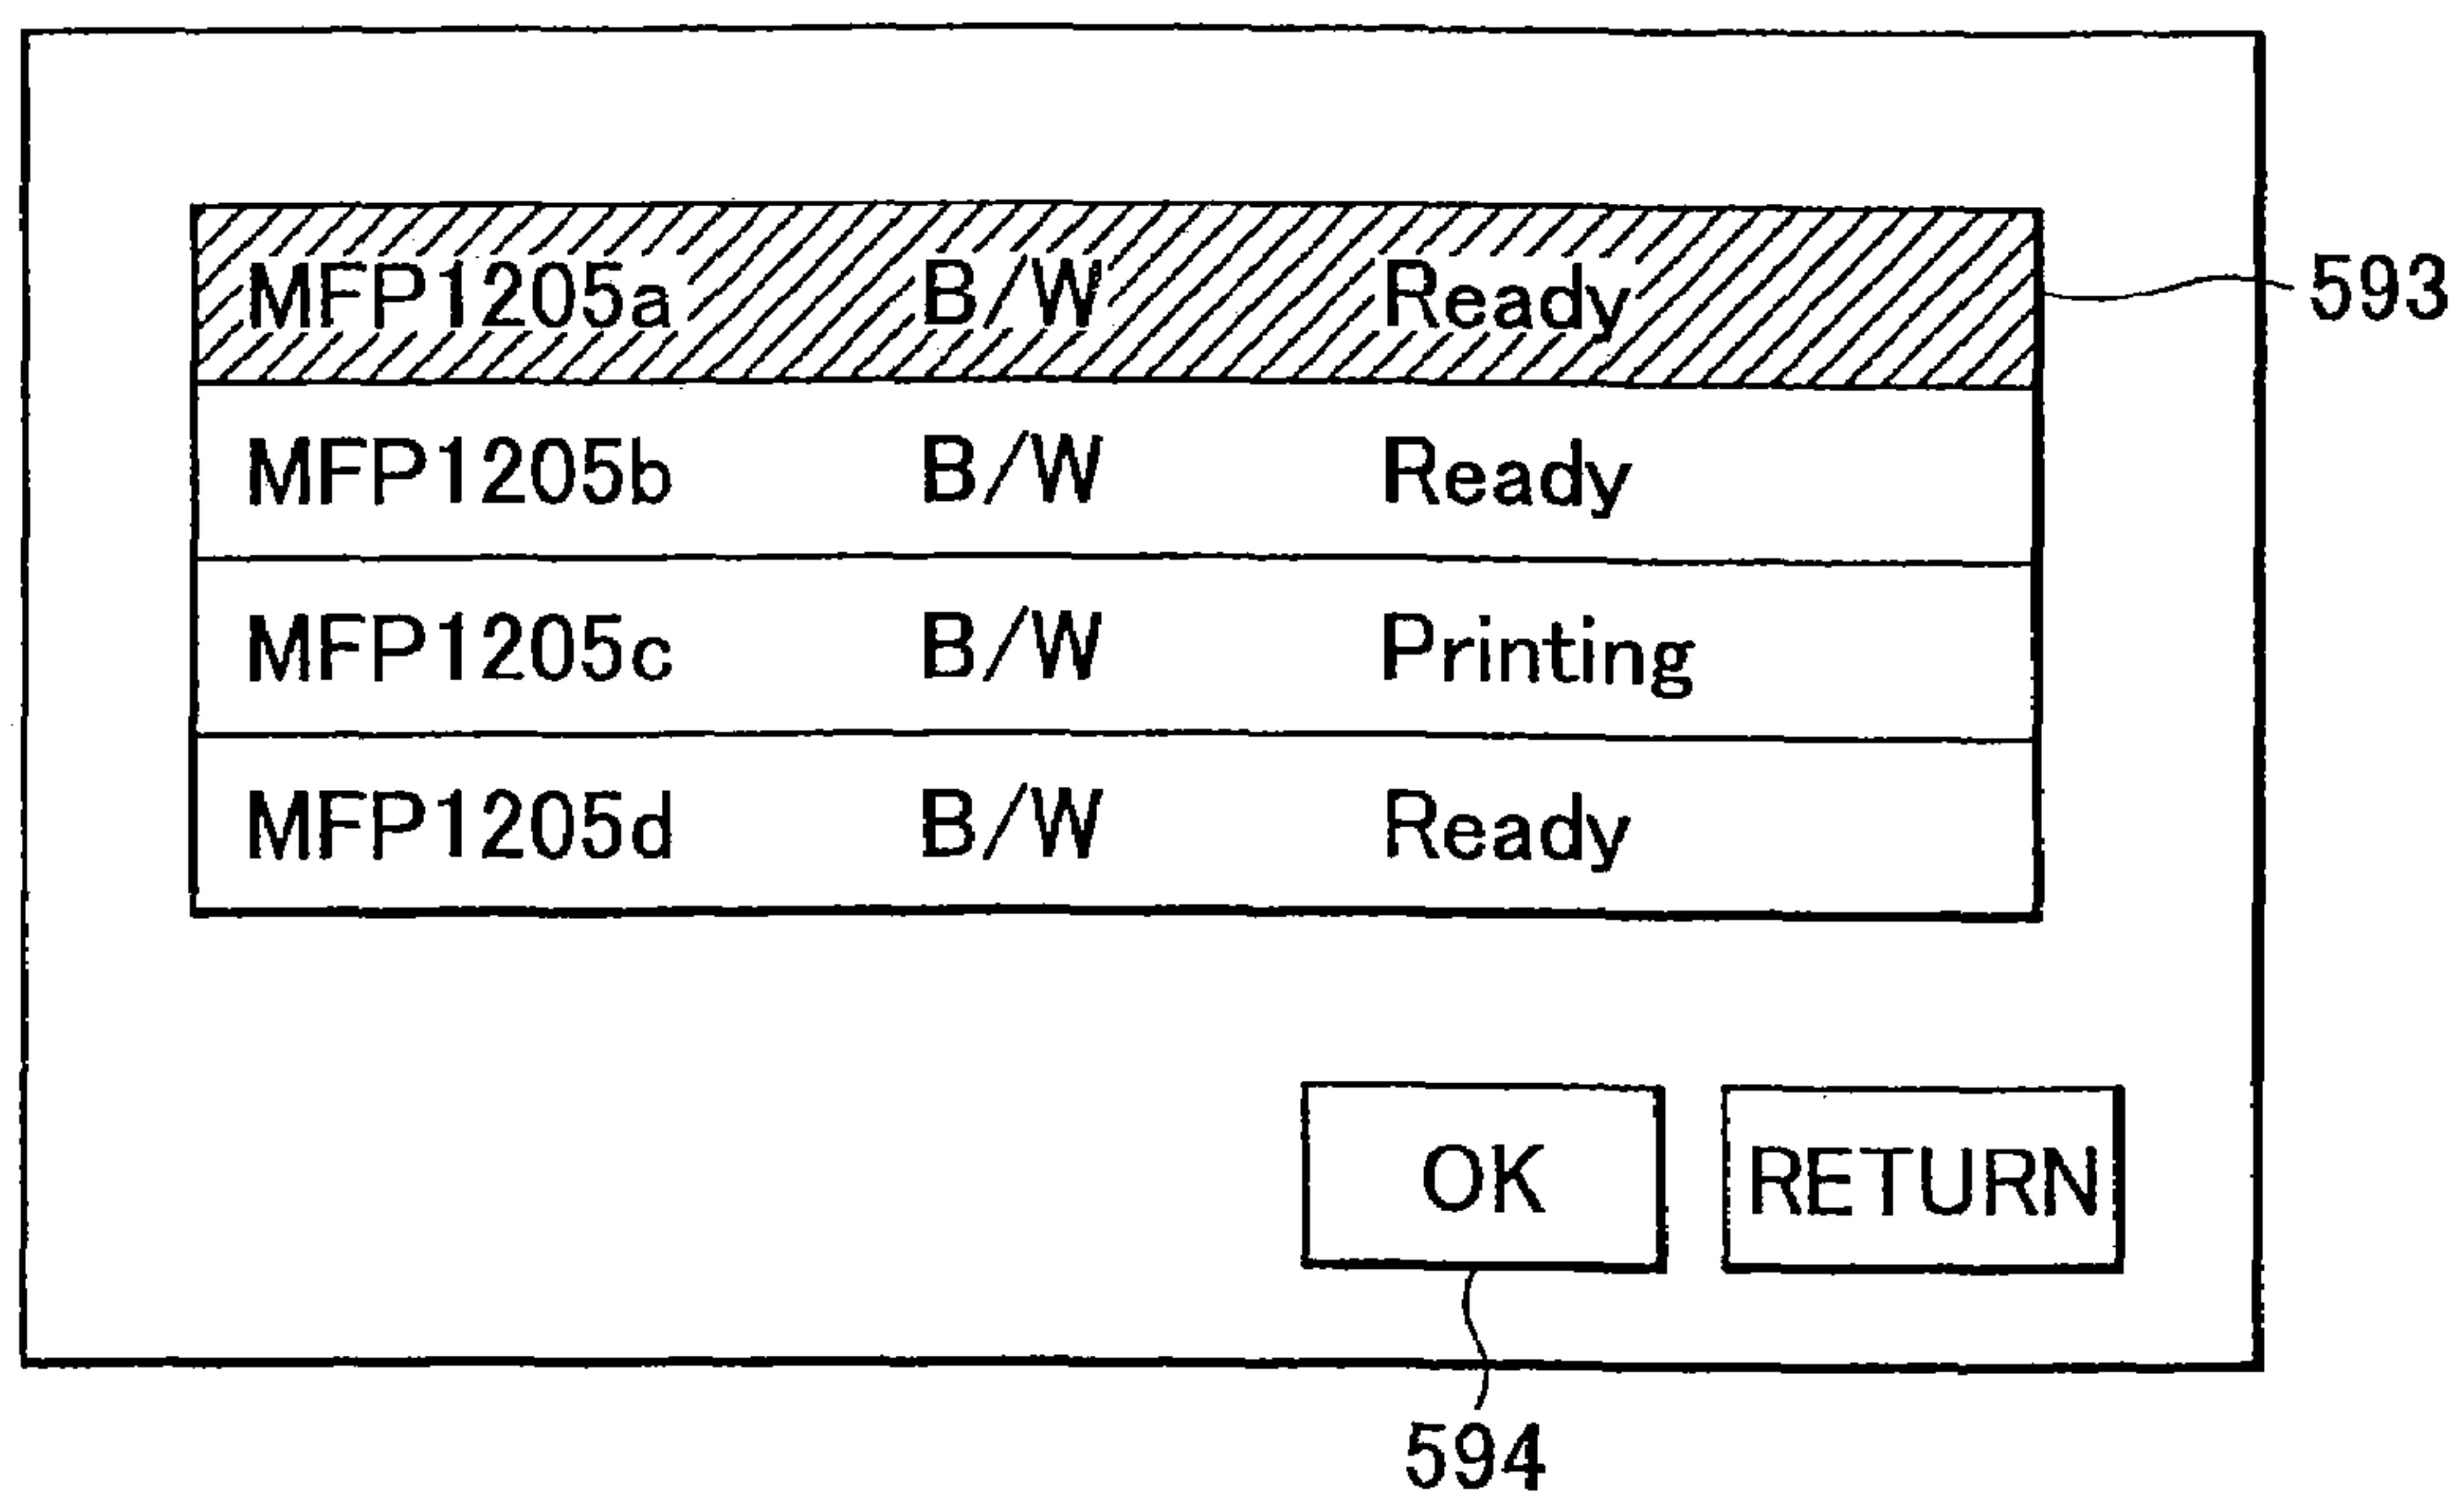 MFP1205a B/W Ready 593
MFP1205b B/W Ready
MFP1205c B/W Printing
MFP1205d B/W Ready
OK RETURN
594